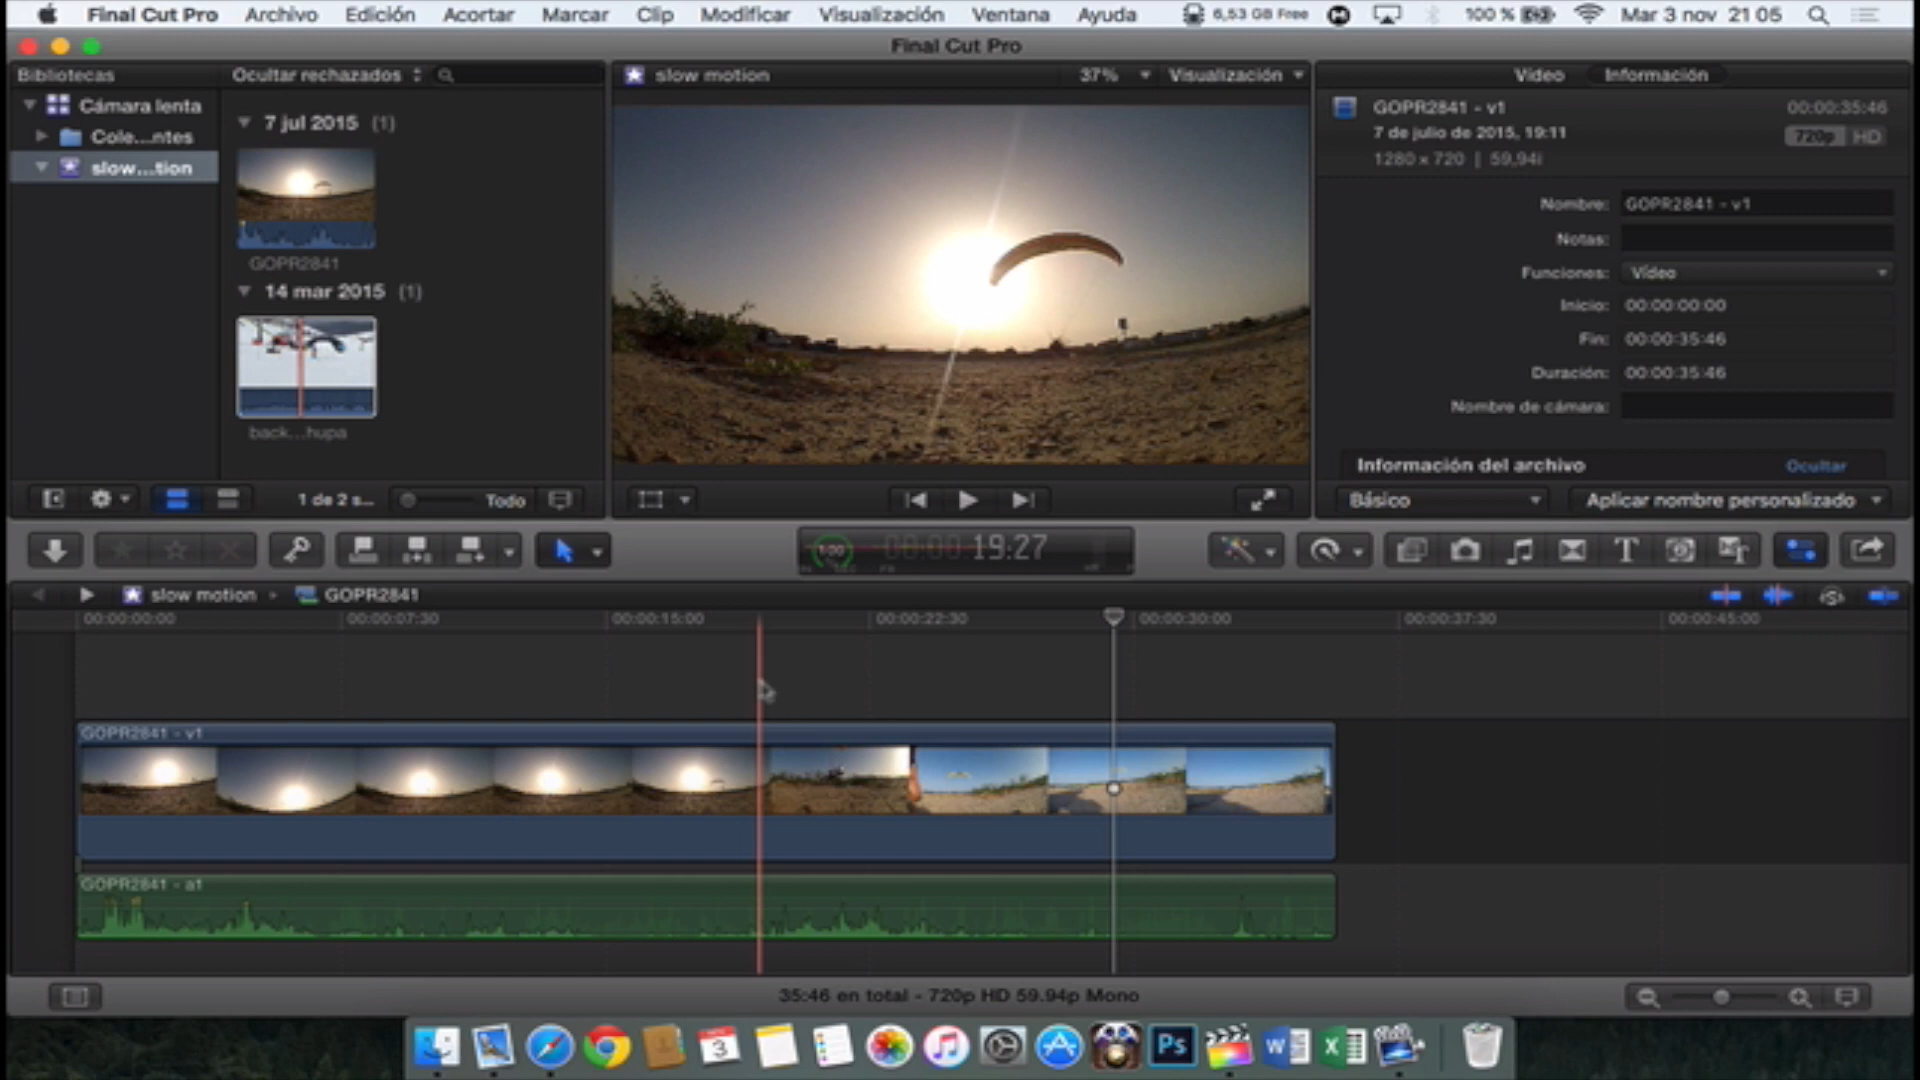 Final Cut Pro Archivo Edición Acortar Marcar Clip Modificar Visualización Ventana Ayuda 6,53 GB Free 100 % Mar 3 nov 21 05
Final Cut Pro
Bibliotecas Ocultar rechazados slow motion 37% Visualización Vídeo Información
Cámara lenta
Cole...ntes
slow...tion
7 jul 2015 (1)
GOPR2841
14 mar 2015 (1)
back...hupa
GOPR2841 - v1 00:00:35:46
7 de julio de 2015, 19:11 720p HD
1280 x 720 | 59,94i
Nombre: GOPR2841 - v1
Notas:
Funciones: Vídeo
Inicio: 00:00:00:00
Fin: 00:00:35:46
Duración: 00:00:35:46
Nombre de cámara:
Información del archivo Ocultar
1 de 2 s... Todo Básico Aplicar nombre personalizado
100 00:00 19:27
slow motion GOPR2841
00:00:00:00 00:00:07:30 00:00:15:00 00:00:22:30 00:00:30:00 00:00:37:30 00:00:45:00
GOPR2841 - v1
GOPR2841 - a1
35:46 en total - 720p HD 59.94p Mono
3 Ps W X